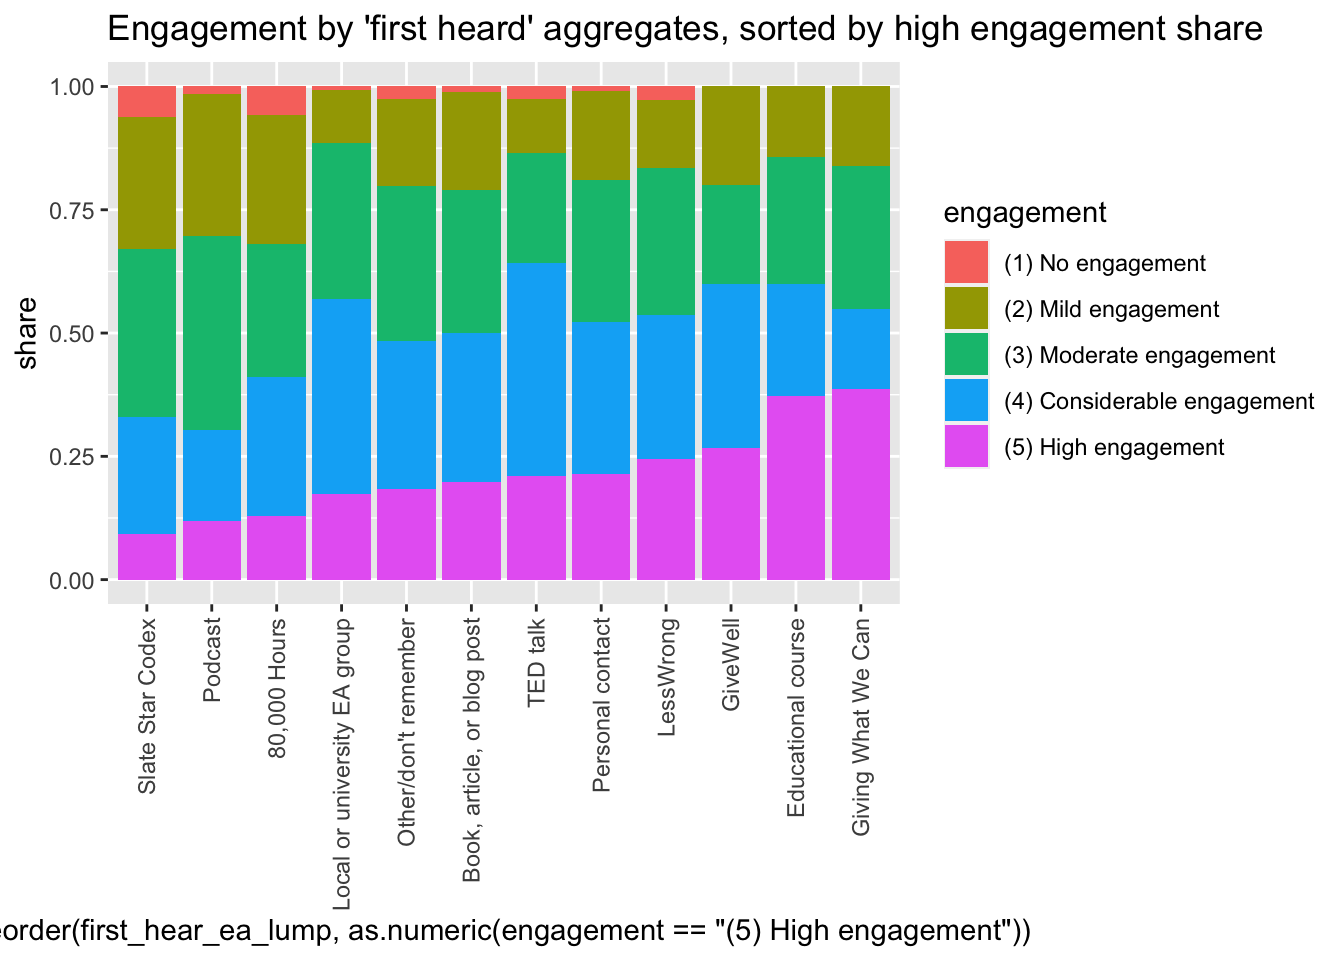 Engagement by 'first heard' aggregates, sorted by high engagement share
share
1.00
0.75
0.50
0.25
0.00
Slate Star Codex
Podcast
80,000 Hours
Local or university EA group
Other/don't remember
Book, article, or blog post
TED talk
Personal contact
LessWrong
GiveWell
Educational course
Giving What We Can
engagement
(1) No engagement
(2) Mild engagement
(3) Moderate engagement
(4) Considerable engagement
(5) High engagement
eorder(first_hear_ea_lump, as.numeric(engagement == "(5) High engagement"))